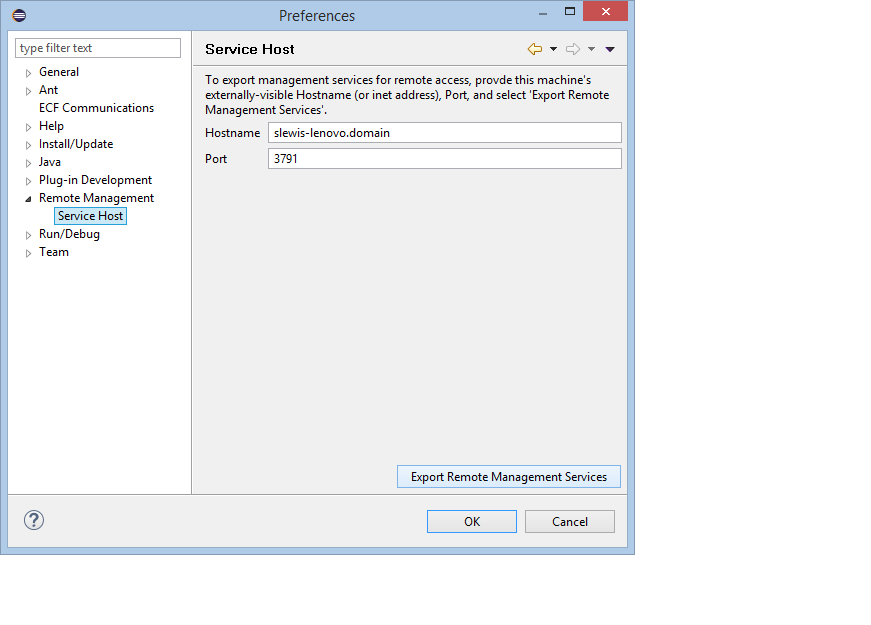 Preferences
type filter text
General
Ant
ECF Communications
Help
Install/Update
Java
Plug-in Development
Remote Management
Service Host
Run/Debug
Team
Service Host
To export management services for remote access, provde this machine's
externally-visible Hostname (or inet address), Port, and select 'Export Remote
Management Services'.
Hostname slewis-lenovo.domain
Port 3791
Export Remote Management Services
? OK Cancel